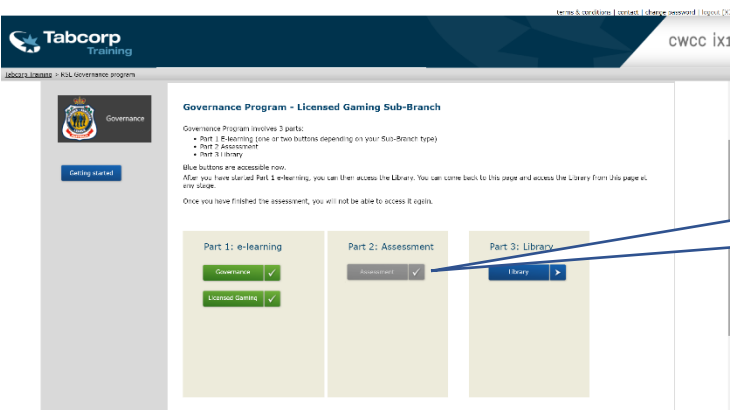 terms & conditions | contact | change password | logout [X]
Tabcorp
Training
CWCC ix1
Tabcorp Training > RSL Governance program
Governance
Governance Program - Licensed Gaming Sub-Branch
Governance Program involves 3 parts:
• Part 1 E-learning (one or two buttons depending on your Sub-Branch type)
• Part 2 Assessment
• Part 3 Library
Getting started
Blue buttons are accessible now.
After you have started Part 1 e-learning, you can then access the Library. You can come back to this page and access the Library from this page at
any stage.
Once you have finished the assessment, you will not be able to access it again.
Part 1: e-learning
Part 2: Assessment
Part 3: Library
Governance
Assessment
Library
Licensed Gaming